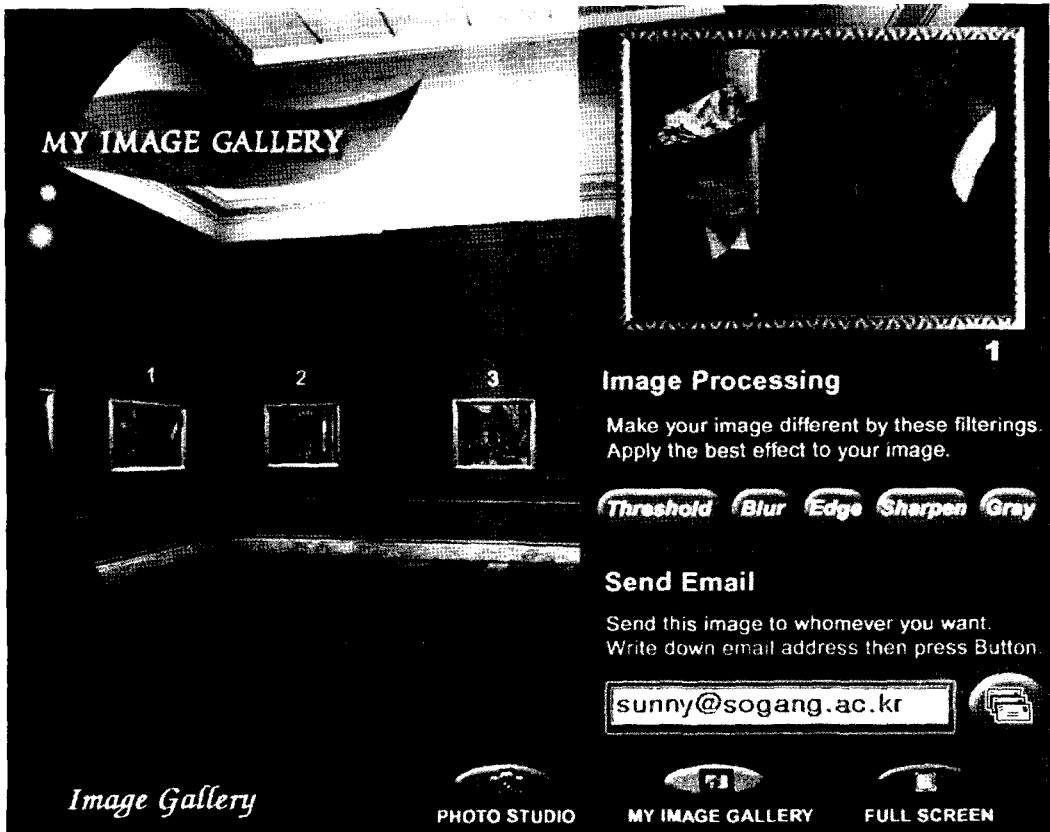 MY IMAGE GALLERY
1
2
3
1
Image Processing
Make your image different by these filterings.
Apply the best effect to your image.
Threshold Blur Edge Sharpen Gray
Send Email
Send this image to whomever you want.
Write down email address then press Button.
sunny@sogang.ac.kr
Image Gallery
PHOTO STUDIO
MY IMAGE GALLERY
FULL SCREEN